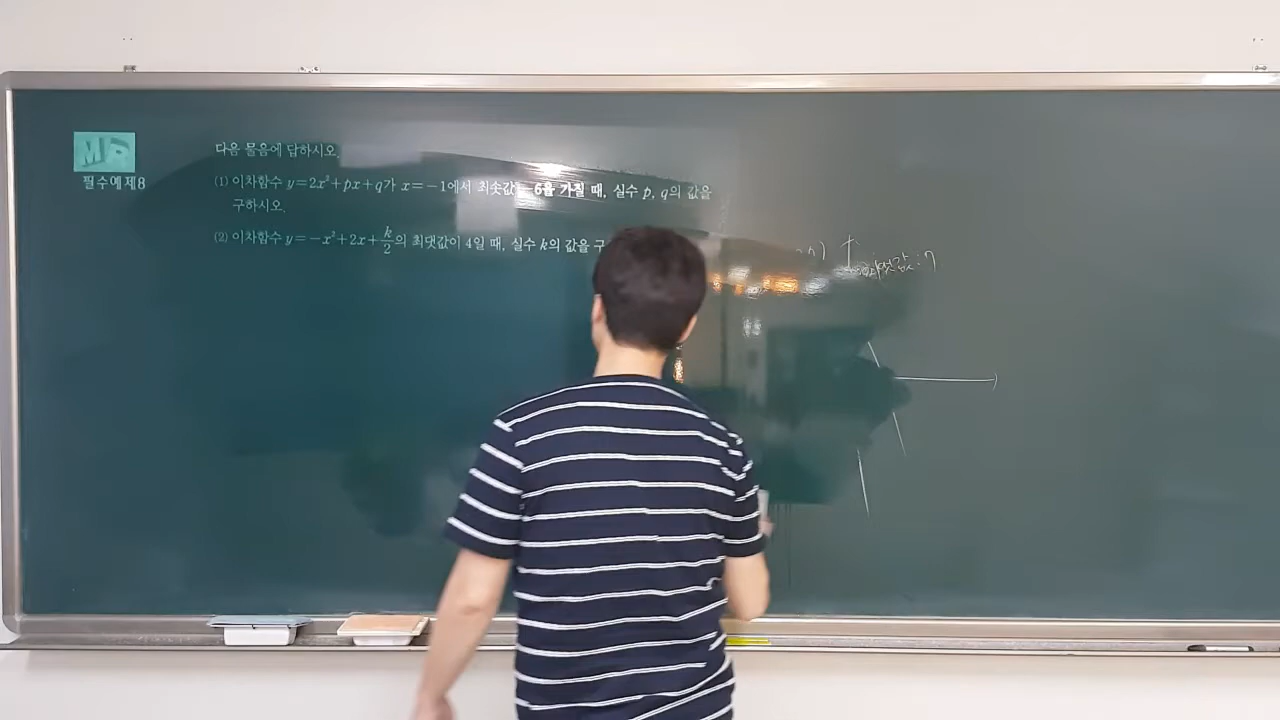 필수예제8
다음 물음에 답하시오.
(1) 이차함수 y=2x²+px+q가 x=-1에서 최솟값 -6을 가질 때, 실수 p, q의 값을
구하시오.
(2) 이차함수 y=-x²+2x+k/2의 최댓값이 4일 때, 실수 k의 값을 구
: 7